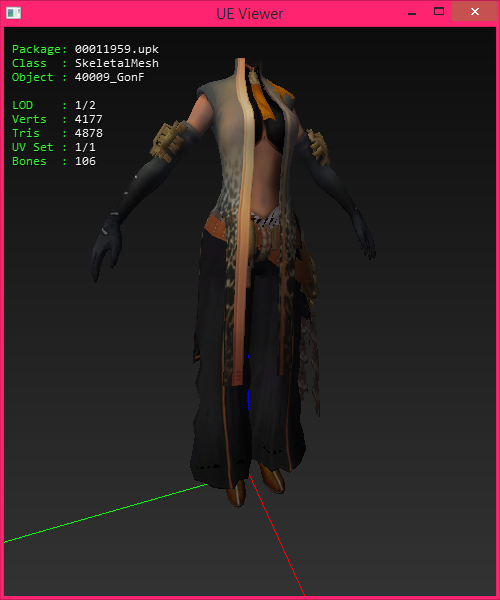 UE Viewer
Package: 00011959.upk
Class  : SkeletalMesh
Object : 40009_GonF
LOD    : 1/2
Verts  : 4177
Tris   : 4878
UV Set : 1/1
Bones  : 106